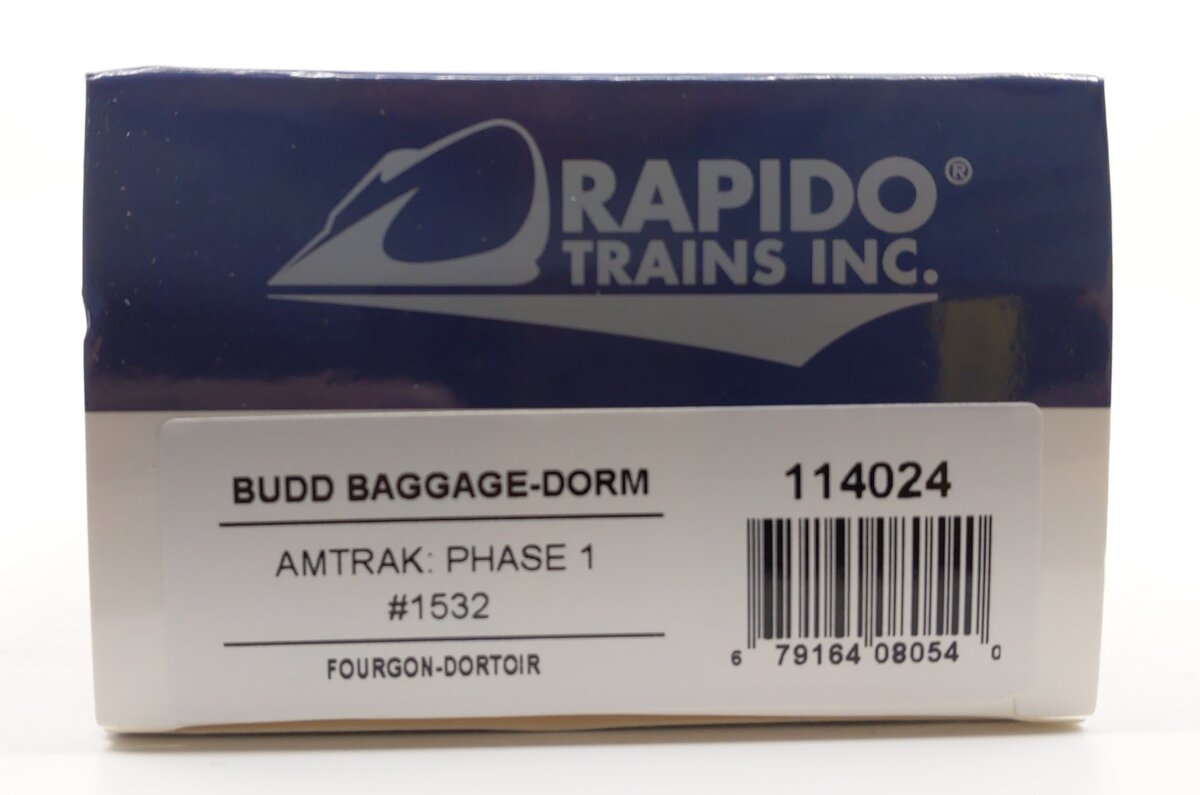 RAPIDO®
TRAINS INC.
BUDD BAGGAGE-DORM
AMTRAK: PHASE 1
#1532
FOURGON-DORTOIR
114024
6 79164 08054 0